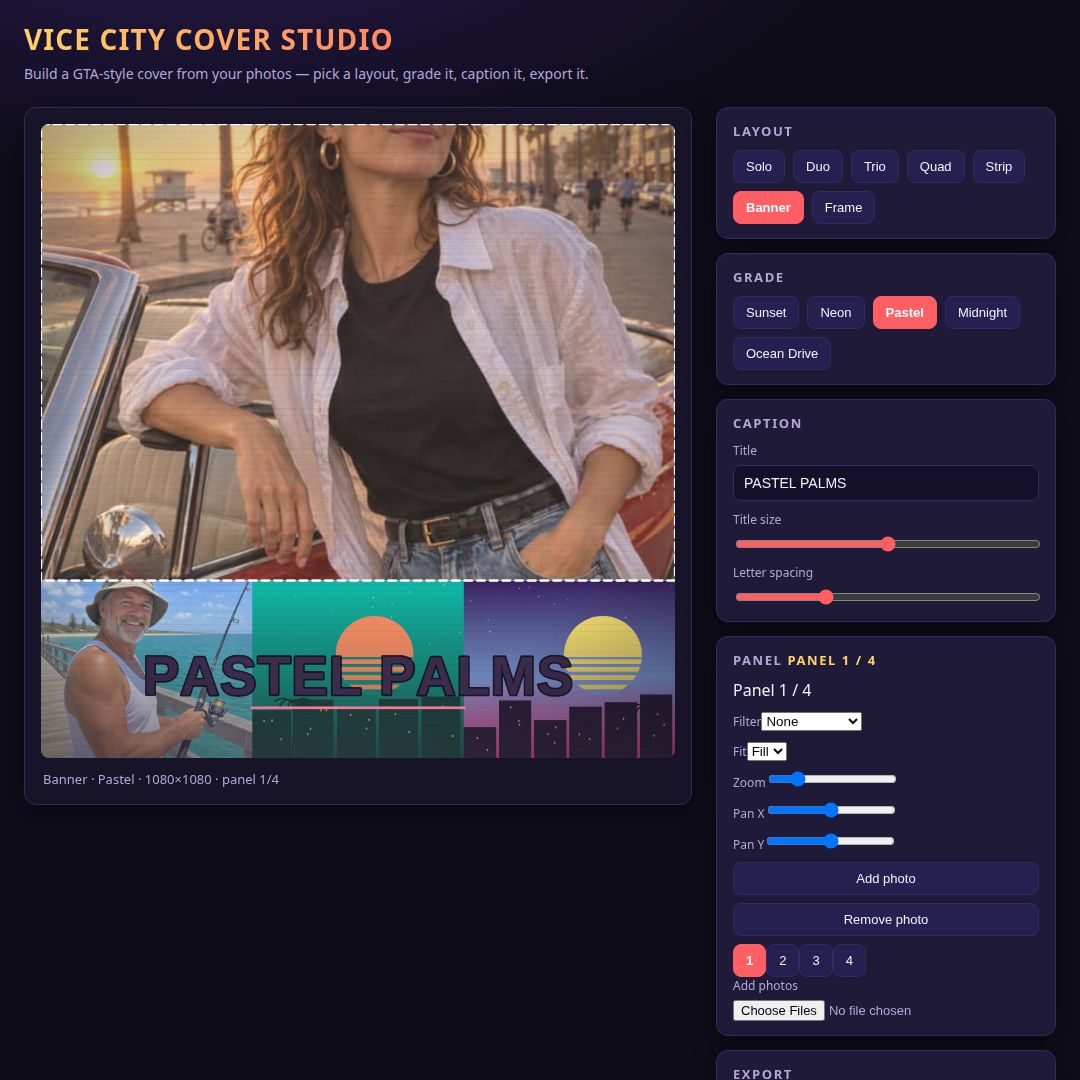 VICE CITY COVER STUDIO
Build a GTA-style cover from your photos — pick a layout, grade it, caption it, export it.
PASTEL PALMS
Banner · Pastel · 1080×1080 · panel 1/4
LAYOUT
Solo Duo Trio Quad Strip
Banner Frame
GRADE
Sunset Neon Pastel Midnight
Ocean Drive
CAPTION
Title
PASTEL PALMS
Title size
Letter spacing
PANEL PANEL 1 / 4
Panel 1 / 4
Filter None
Fit Fill
Zoom
Pan X
Pan Y
Add photo
Remove photo
1 2 3 4
Add photos
Choose Files No file chosen
EXPORT